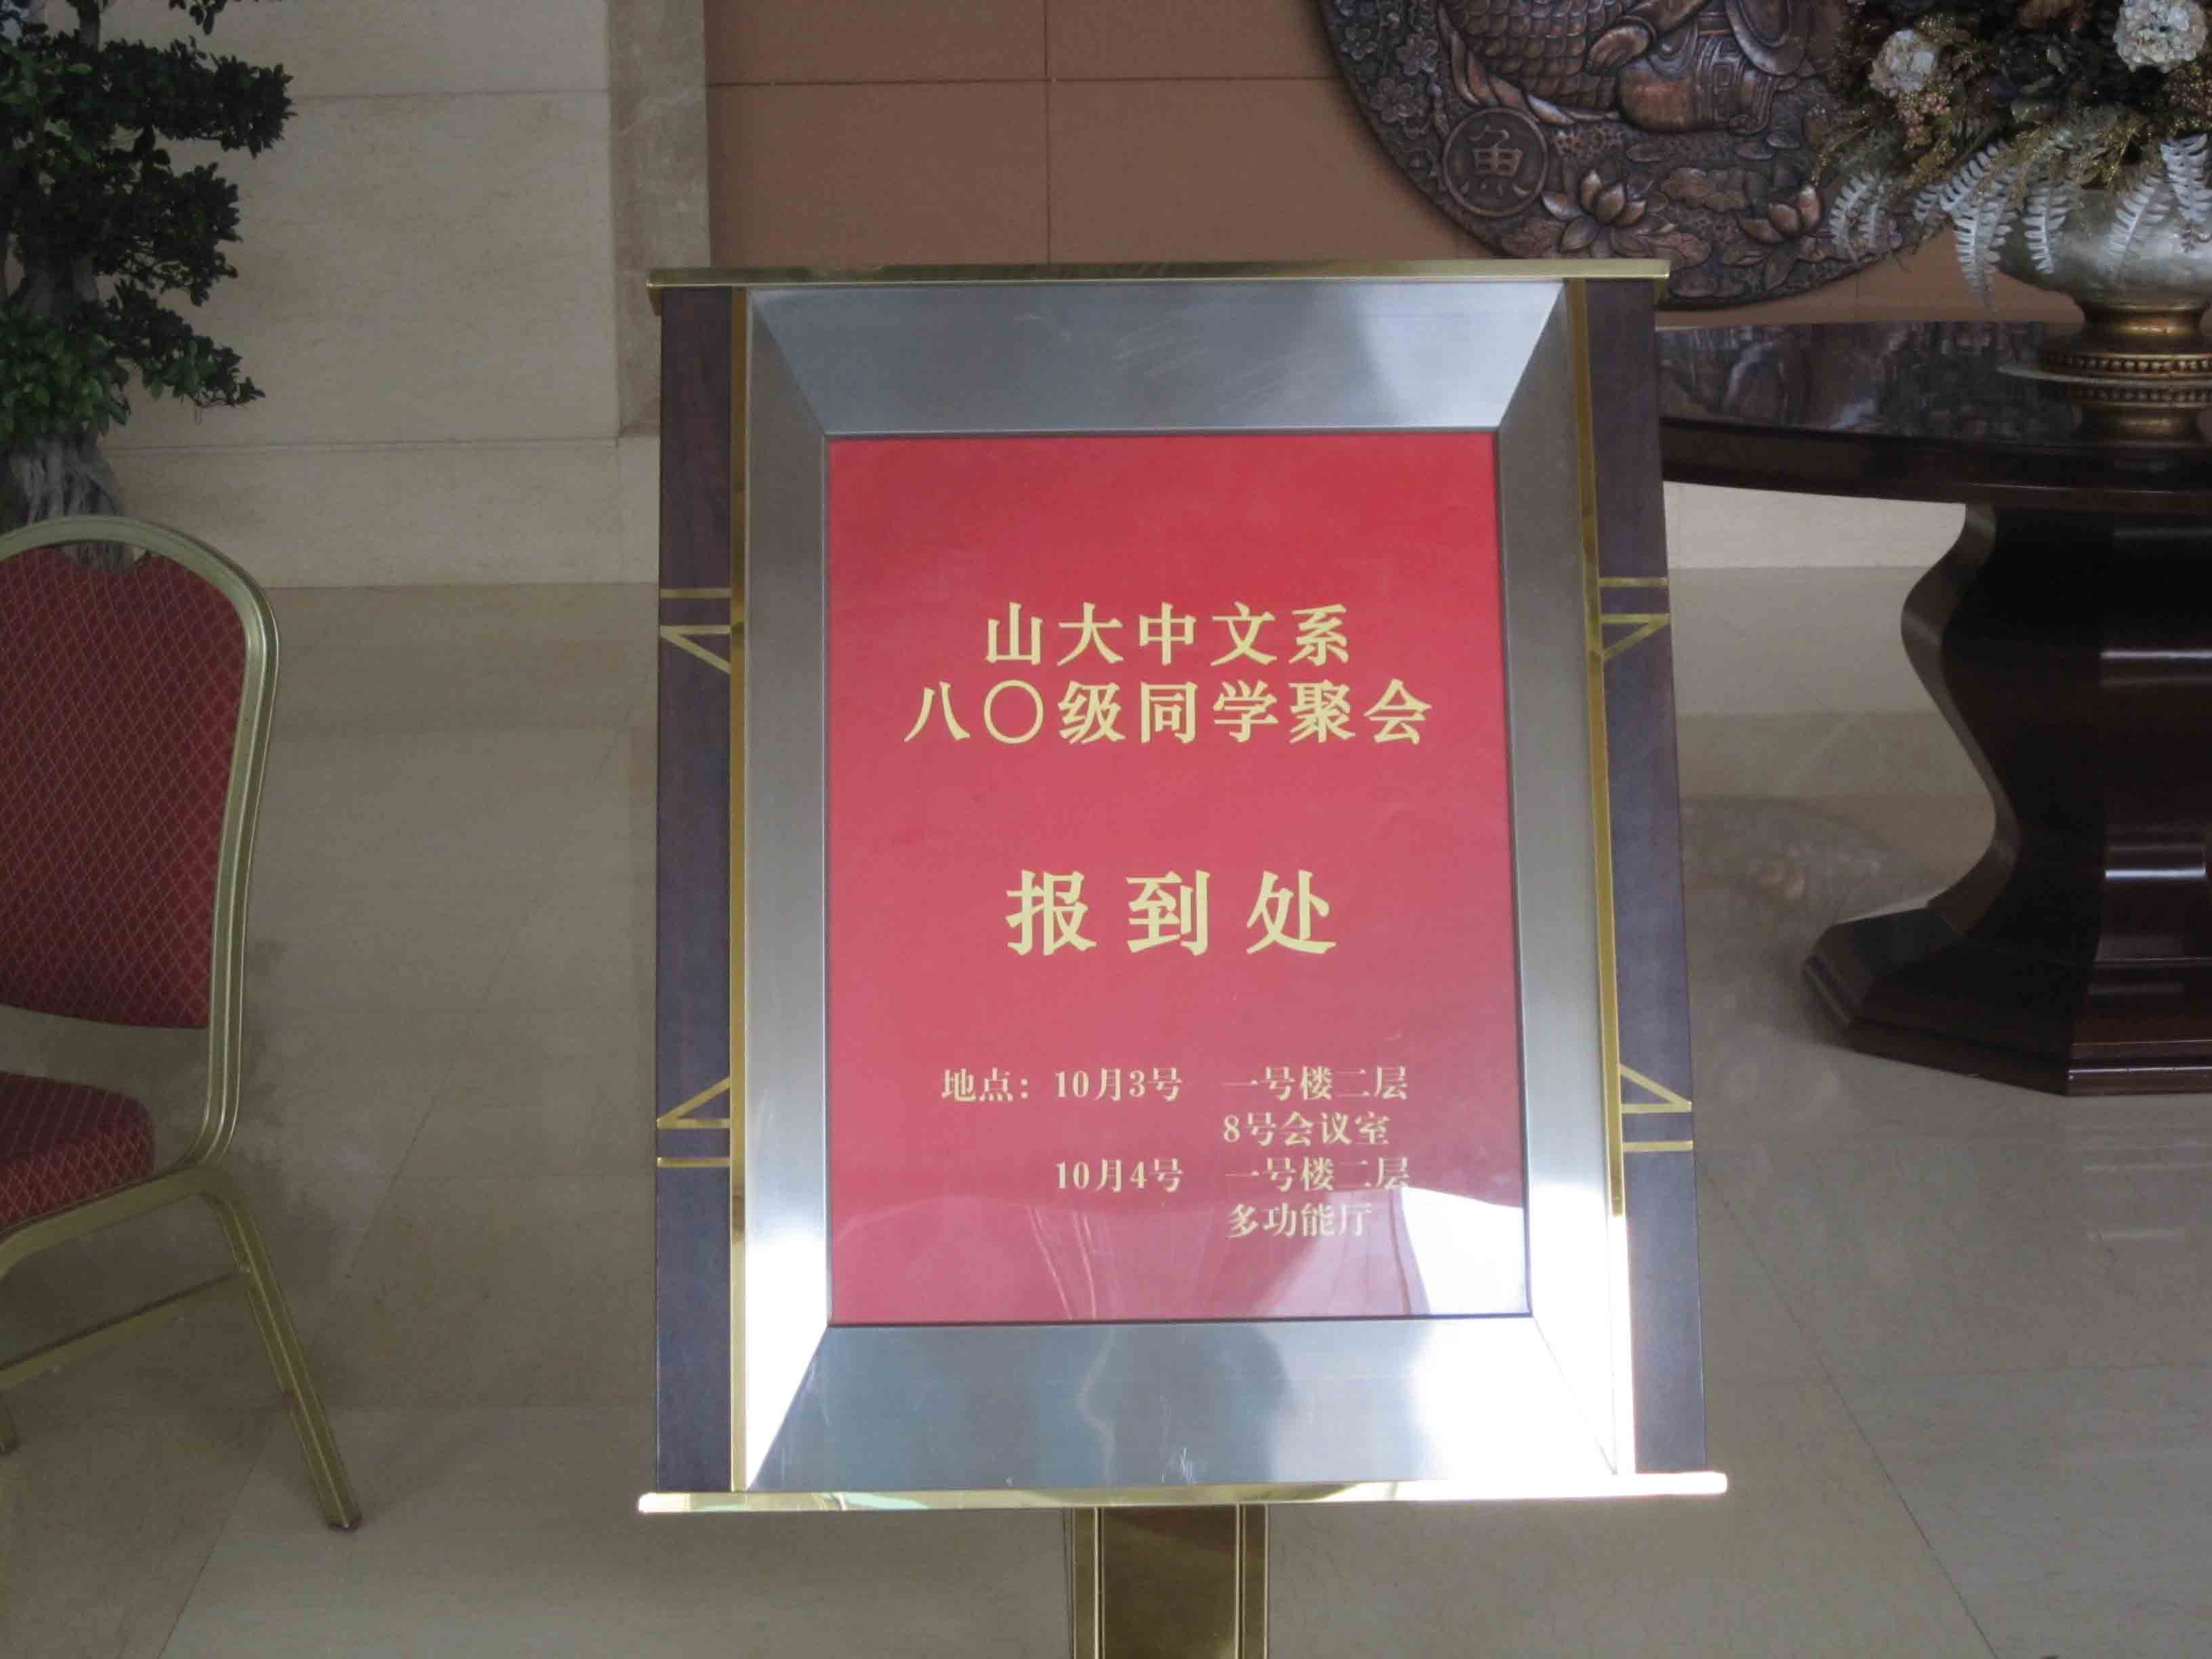 魚
山大中文系
八〇级同学聚会
报到处
地点：10月3号 一号楼二层
8号会议室
10月4号 一号楼二层
多功能厅